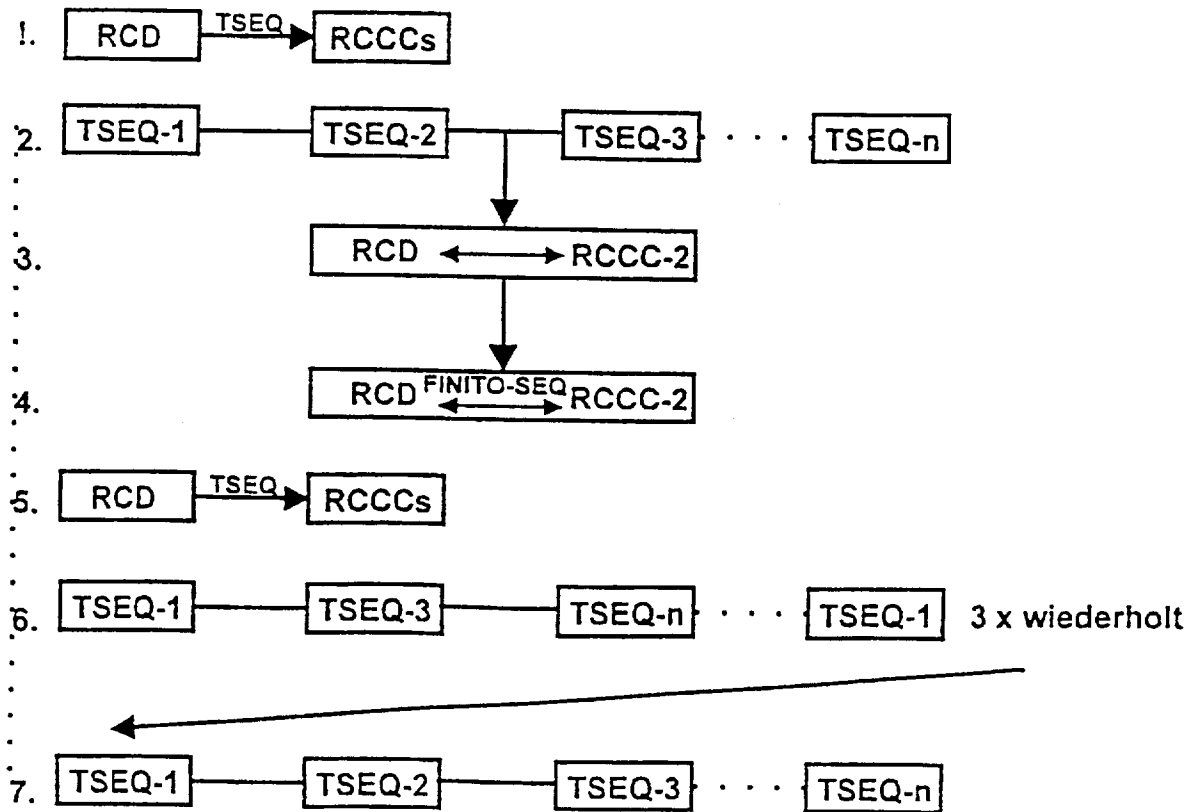 !. RCD TSEQ RCCCs
2. TSEQ-1 TSEQ-2 TSEQ-3 · · · · TSEQ-n
3. RCD RCCC-2
4. RCD FINITO-SEQ RCCC-2
5. RCD TSEQ RCCCs
6. TSEQ-1 TSEQ-3 TSEQ-n · · · · TSEQ-1 3 x wiederholt
7. TSEQ-1 TSEQ-2 TSEQ-3 · · · · TSEQ-n